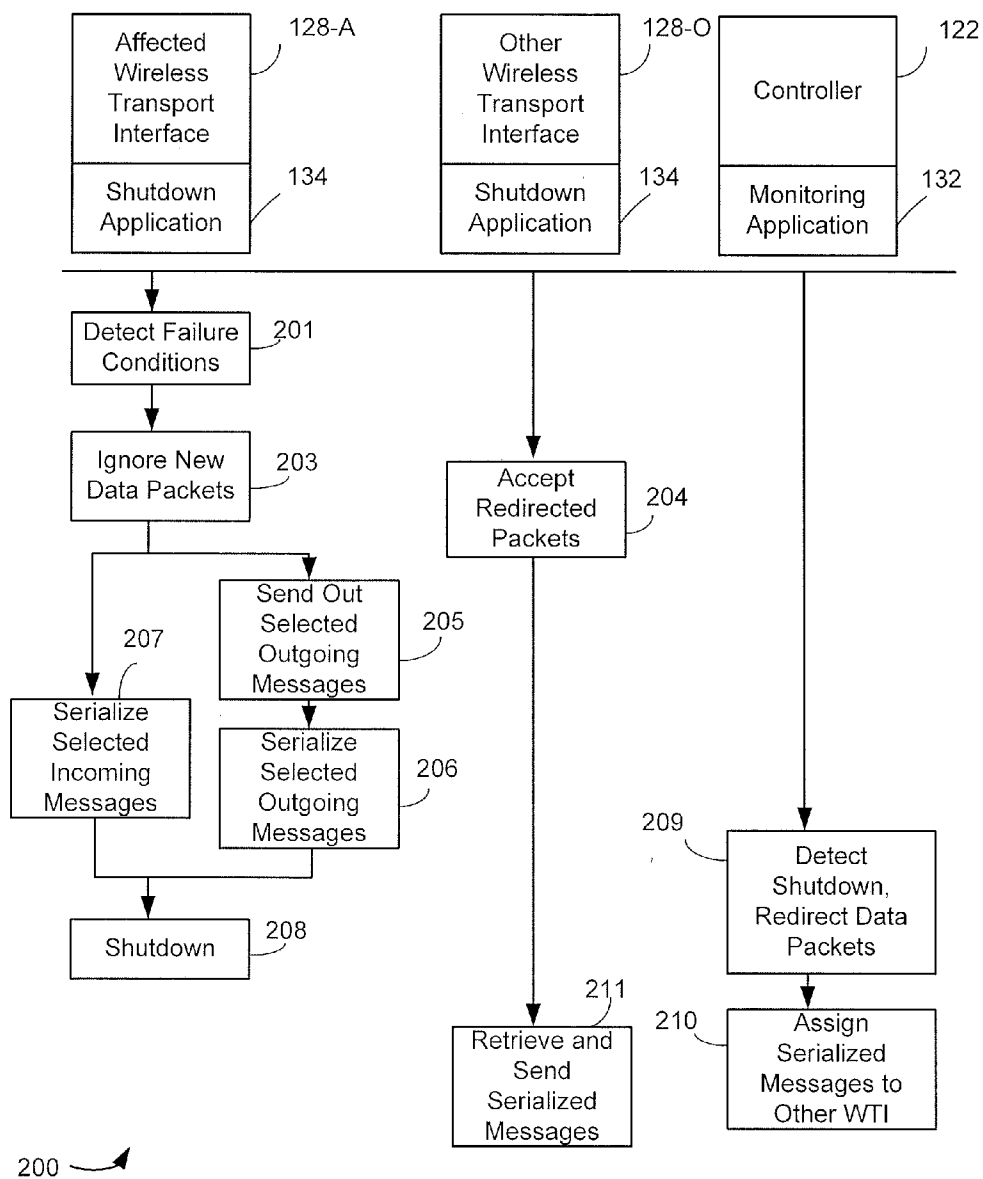 Affected
Wireless
Transport
Interface
128-A
Shutdown
Application
134
Other
Wireless
Transport
Interface
128-O
Shutdown
Application
134
Controller
122
Monitoring
Application
132
Detect Failure
Conditions
201
Ignore New
Data Packets
203
Accept
Redirected
Packets
204
Send Out
Selected
Outgoing
Messages
205
207
Serialize
Selected
Incoming
Messages
Serialize
Selected
Outgoing
Messages
206
Shutdown
208
209
Detect
Shutdown,
Redirect Data
Packets
211
Retrieve and
Send
Serialized
Messages
210
Assign
Serialized
Messages to
Other WTI
200